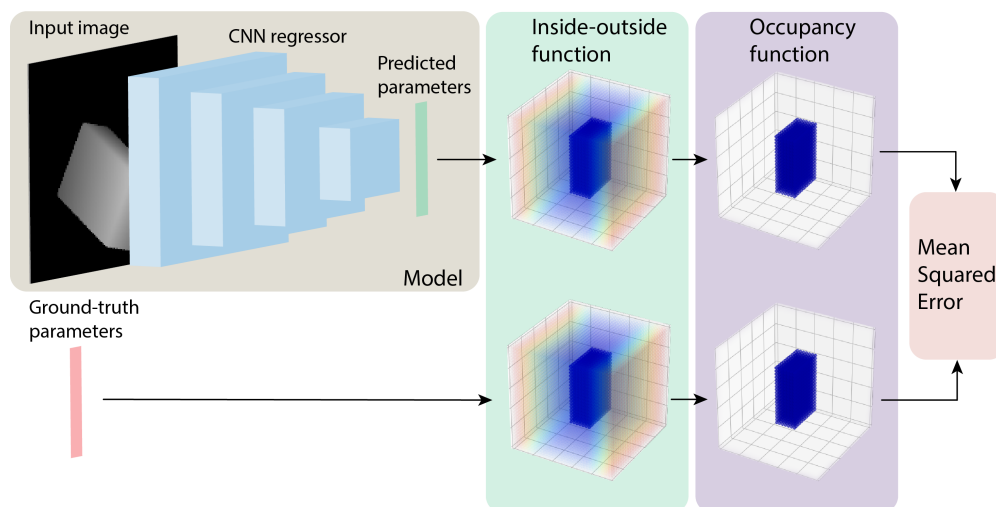 Input image
CNN regressor
Predicted
parameters
Model
Inside-outside
function
Occupancy
function
Mean
Squared
Error
Ground-truth
parameters